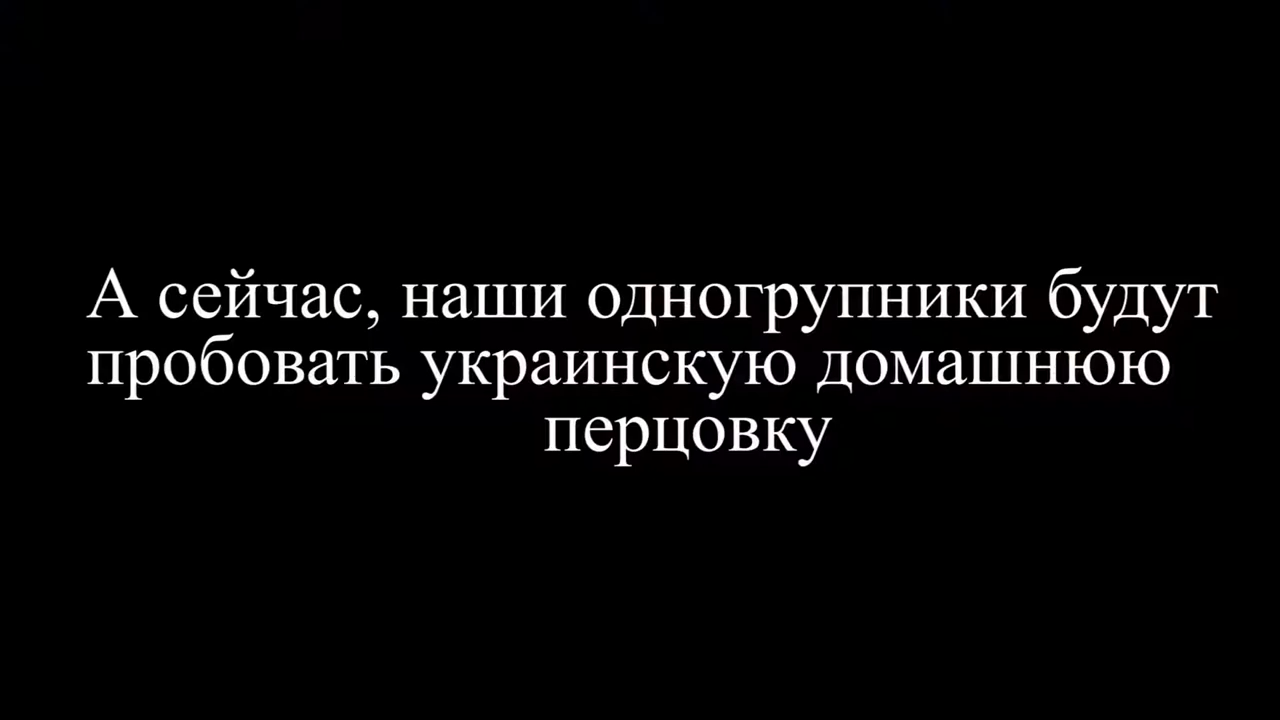 А сейчас, наши одногрупники будут
пробовать украинскую домашнюю
перцовку